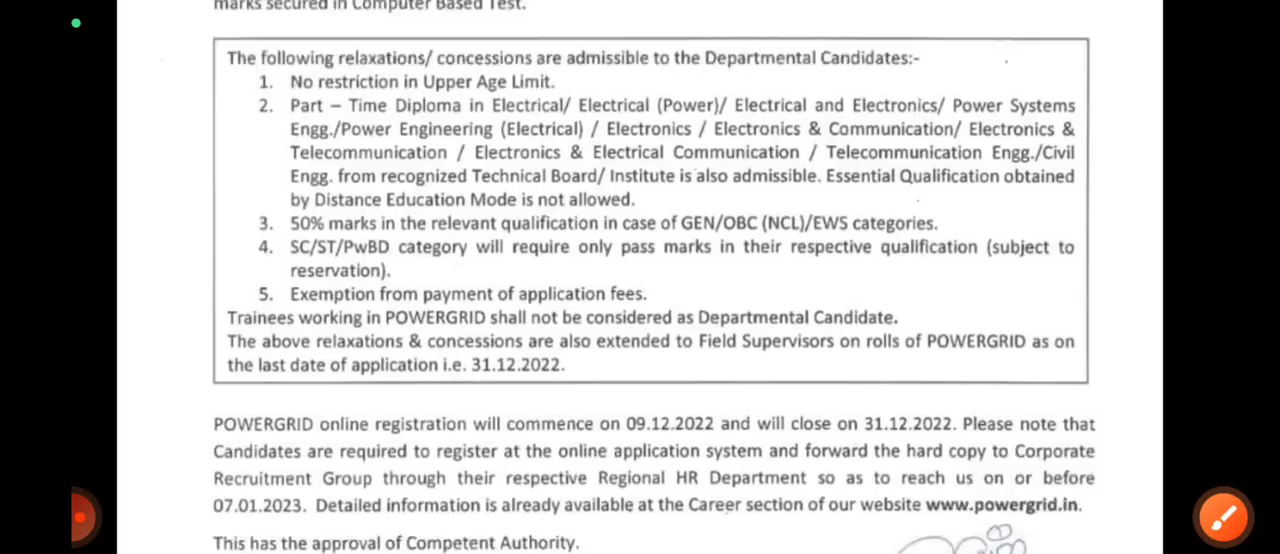 marks secured in Computer Based Test.
The following relaxations/ concessions are admissible to the Departmental Candidates:-
1. No restriction in Upper Age Limit.
2. Part – Time Diploma in Electrical/ Electrical (Power)/ Electrical and Electronics/ Power Systems
Engg./Power Engineering (Electrical) / Electronics / Electronics & Communication/ Electronics &
Telecommunication / Electronics & Electrical Communication / Telecommunication Engg./Civil
Engg. from recognized Technical Board/ Institute is also admissible. Essential Qualification obtained
by Distance Education Mode is not allowed.
3. 50% marks in the relevant qualification in case of GEN/OBC (NCL)/EWS categories.
4. SC/ST/PwBD category will require only pass marks in their respective qualification (subject to
reservation).
5. Exemption from payment of application fees.
Trainees working in POWERGRID shall not be considered as Departmental Candidate.
The above relaxations & concessions are also extended to Field Supervisors on rolls of POWERGRID as on
the last date of application i.e. 31.12.2022.
POWERGRID online registration will commence on 09.12.2022 and will close on 31.12.2022. Please note that
Candidates are required to register at the online application system and forward the hard copy to Corporate
Recruitment Group through their respective Regional HR Department so as to reach us on or before
07.01.2023. Detailed information is already available at the Career section of our website www.powergrid.in.
This has the approval of Competent Authority.